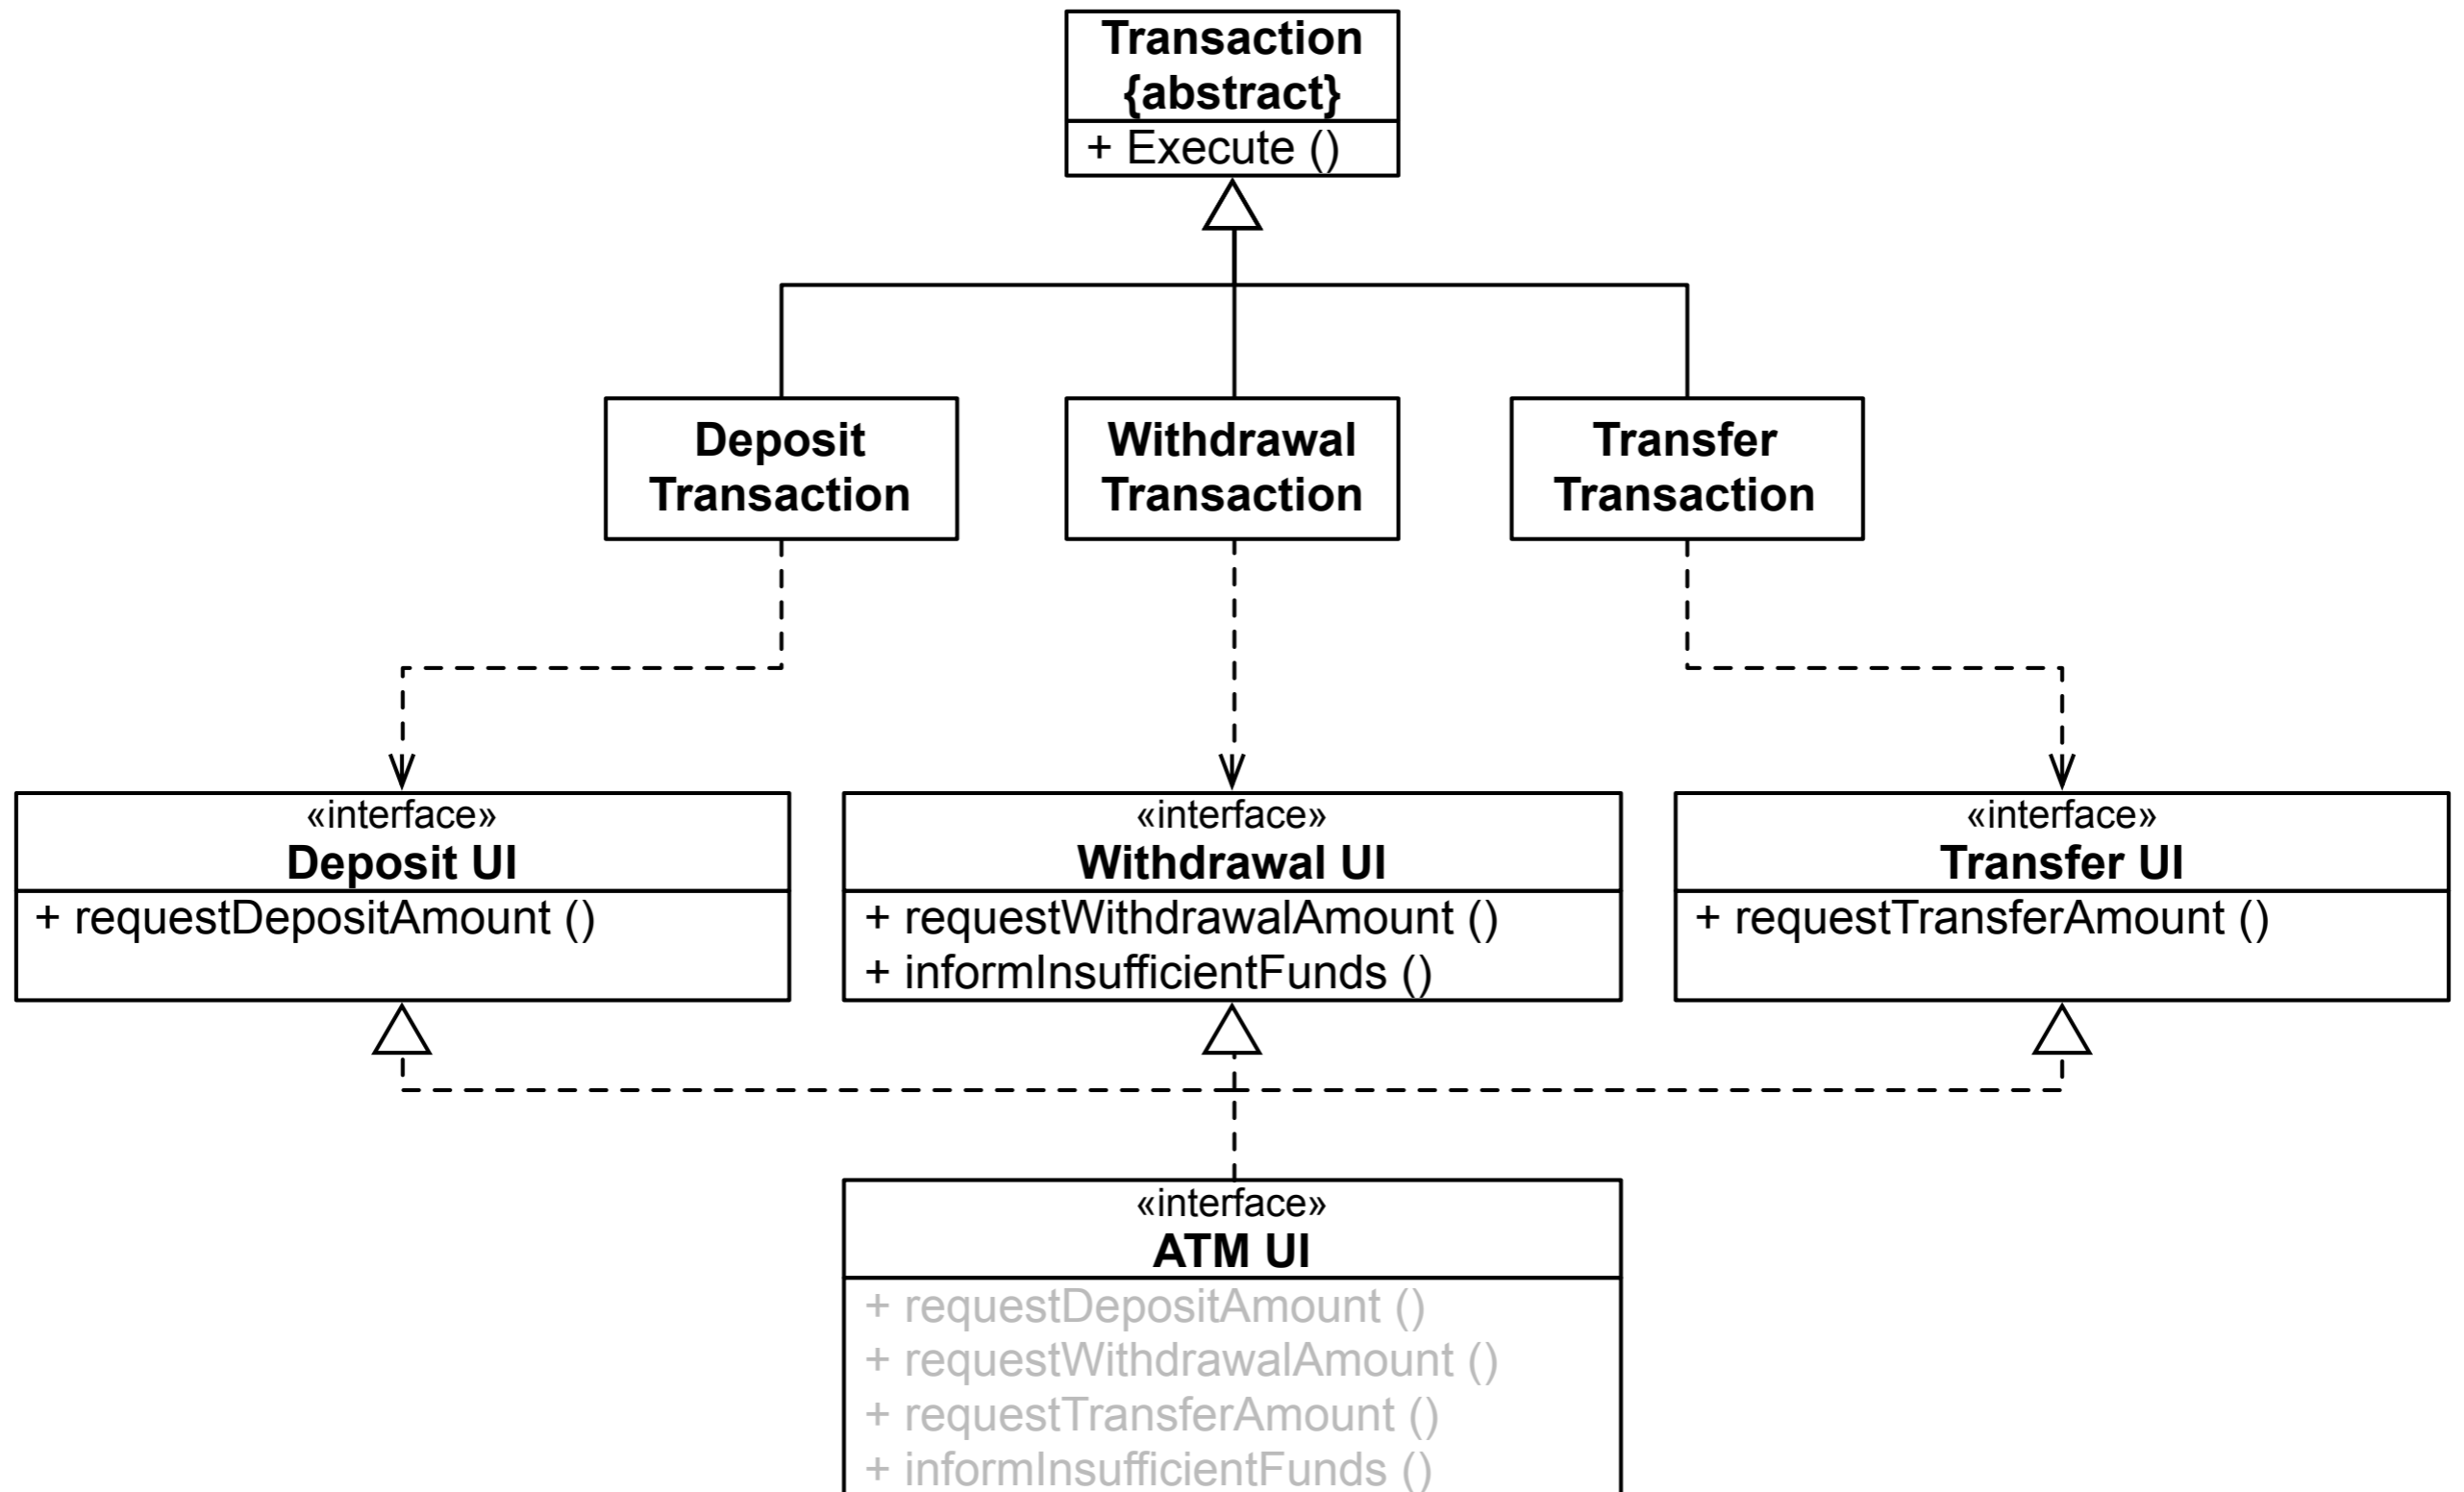 Transaction
{abstract}
+ Execute ()
Deposit
Transaction
Withdrawal
Transaction
Transfer
Transaction
«interface»
Deposit UI
+ requestDepositAmount ()
«interface»
Withdrawal UI
+ requestWithdrawalAmount ()
+ informInsufficientFunds ()
«interface»
Transfer UI
+ requestTransferAmount ()
«interface»
ATM UI
+ requestDepositAmount ()
+ requestWithdrawalAmount ()
+ requestTransferAmount ()
+ informInsufficientFunds ()